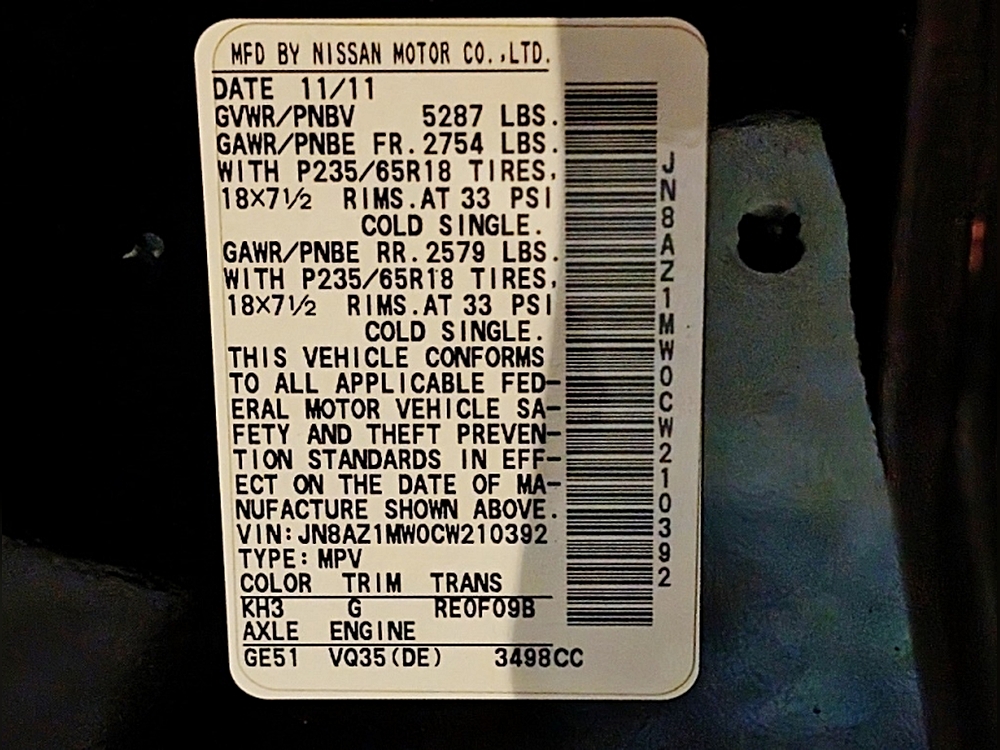 MFD BY NISSAN MOTOR CO.,LTD.
DATE 11/11
GVWR/PNBV 5287 LBS.
GAWR/PNBE FR. 2754 LBS.
WITH P235/65R18 TIRES,
18×7½ RIMS.AT 33 PSI
COLD SINGLE.
GAWR/PNBE RR. 2579 LBS.
WITH P235/65R18 TIRES,
18×7½ RIMS.AT 33 PSI
COLD SINGLE.
THIS VEHICLE CONFORMS
TO ALL APPLICABLE FED-
ERAL MOTOR VEHICLE SA-
FETY AND THEFT PREVEN-
TION STANDARDS IN EFF-
ECT ON THE DATE OF MA-
NUFACTURE SHOWN ABOVE.
VIN:JN8AZ1MW0CW210392
TYPE:MPV
COLOR TRIM TRANS
KH3 G RE0F09B
AXLE ENGINE
GE51 VQ35(DE) 3498CC
JN8AZ1MW0CW210392